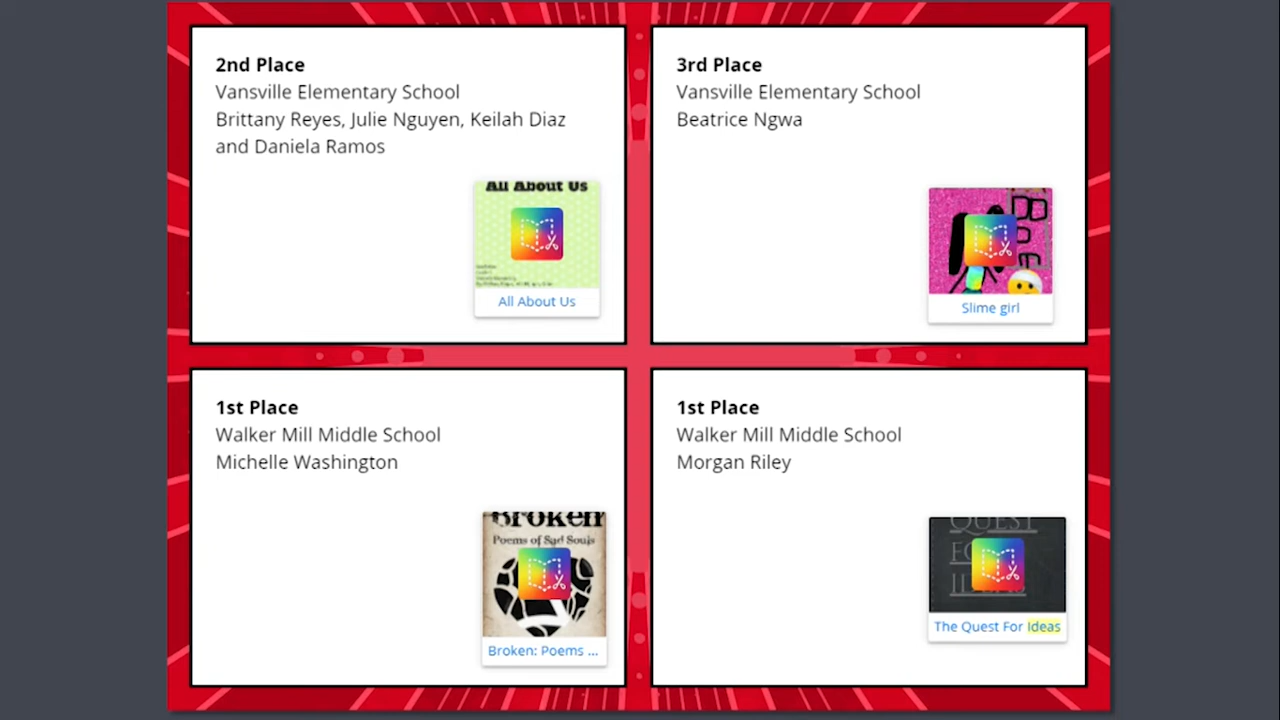 2nd Place
Vansville Elementary School
Brittany Reyes, Julie Nguyen, Keilah Diaz
and Daniela Ramos
All About Us
All About Us
3rd Place
Vansville Elementary School
Beatrice Ngwa
Slime girl
1st Place
Walker Mill Middle School
Michelle Washington
Broken
Poems of Sad Souls
Broken: Poems ...
1st Place
Walker Mill Middle School
Morgan Riley
QUEST
The Quest For Ideas